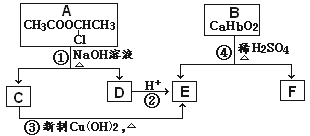 A
CH₃COOCHCH₃
Cl
B
CaHbO2
① NaOH溶液
△
④ 稀H₂SO₄
△
H⁺
②
C
D
E
F
③ 新制Cu(OH)2,△